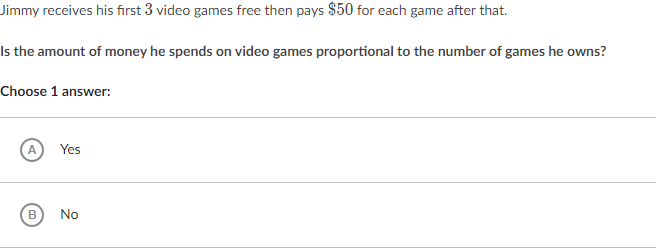 Jimmy receives his first 3 video games free then pays $50 for each game after that.
Is the amount of money he spends on video games proportional to the number of games he owns?
Choose 1 answer:
A Yes
B No